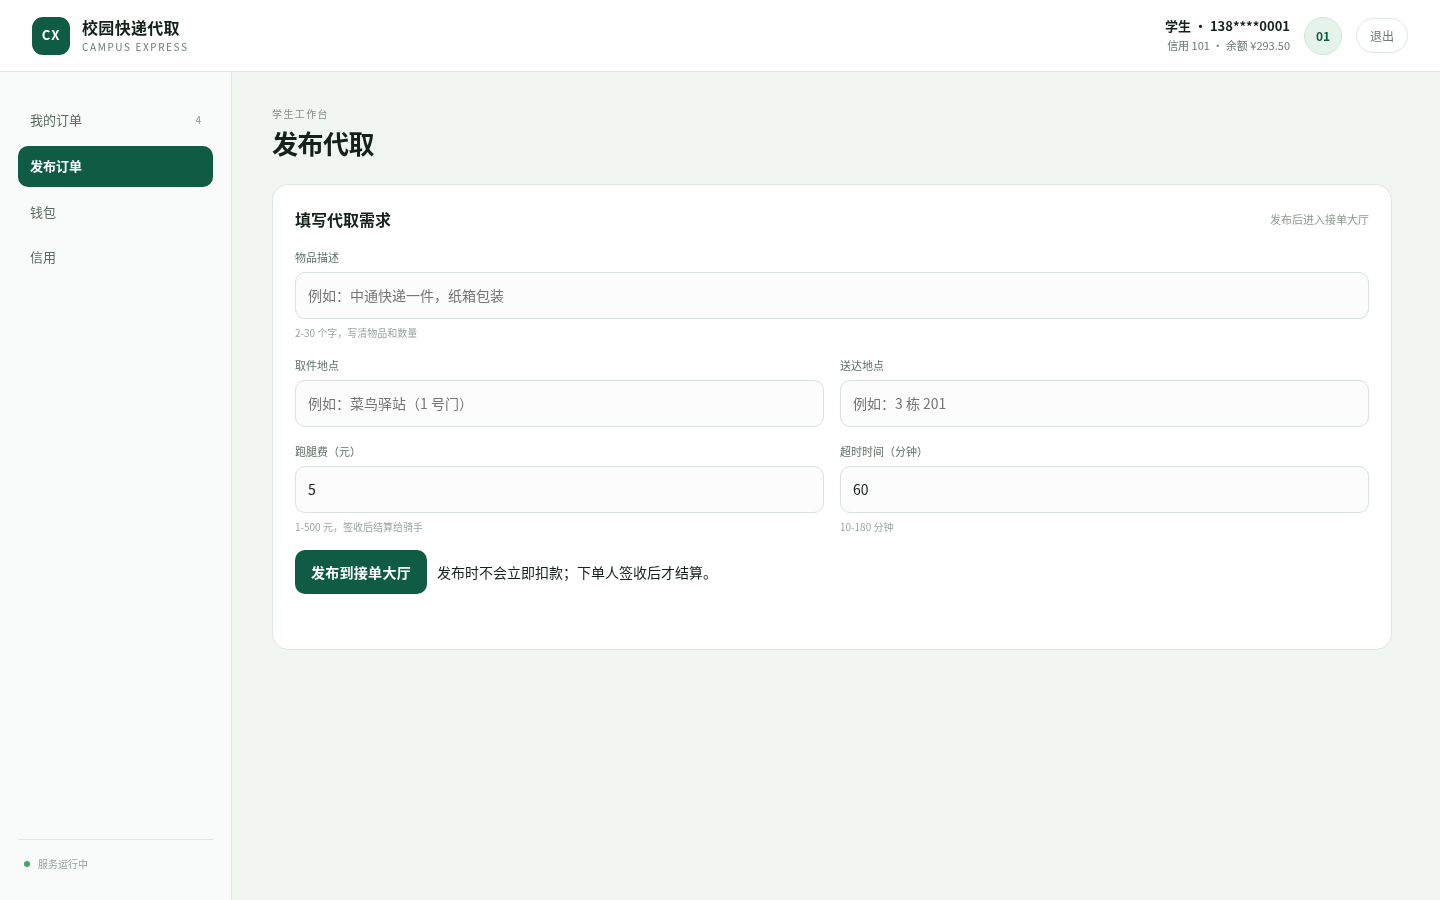 CX
校园快递代取
CAMPUS EXPRESS
学生 · 138****0001
信用 101 · 余额 ¥293.50
01
退出
我的订单
4
发布订单
钱包
信用
服务运行中
学生工作台
发布代取
填写代取需求
发布后进入接单大厅
物品描述
例如：中通快递一件，纸箱包装
2-30 个字，写清物品和数量
取件地点
送达地点
例如：菜鸟驿站（1 号门）
例如：3 栋 201
跑腿费（元）
超时时间（分钟）
5
60
1-500 元，签收后结算给骑手
10-180 分钟
发布到接单大厅
发布时不会立即扣款；下单人签收后才结算。